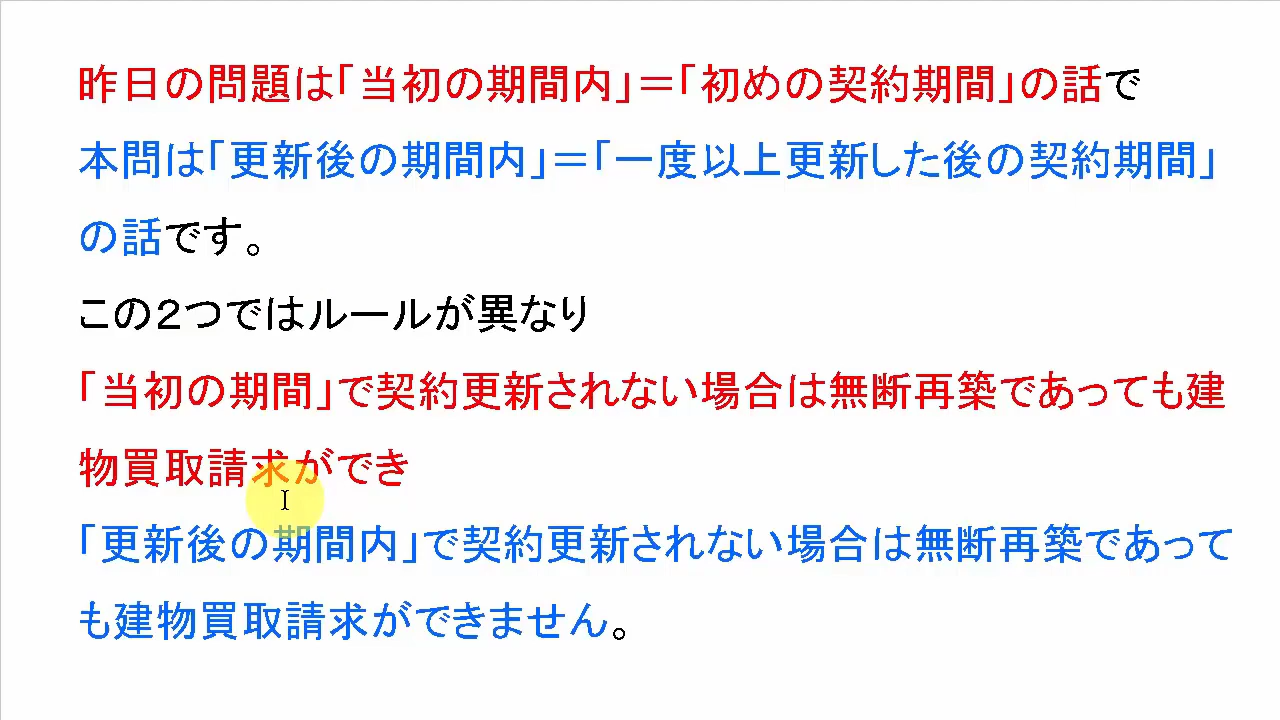 昨日の問題は｢当初の期間内｣＝｢初めの契約期間｣の話で
本問は｢更新後の期間内｣＝｢一度以上更新した後の契約期間｣
の話です。
この２つではルールが異なり
｢当初の期間｣で契約更新されない場合は無断再築であっても建
物買取請求ができ
｢更新後の期間内｣で契約更新されない場合は無断再築であって
も建物買取請求ができません。